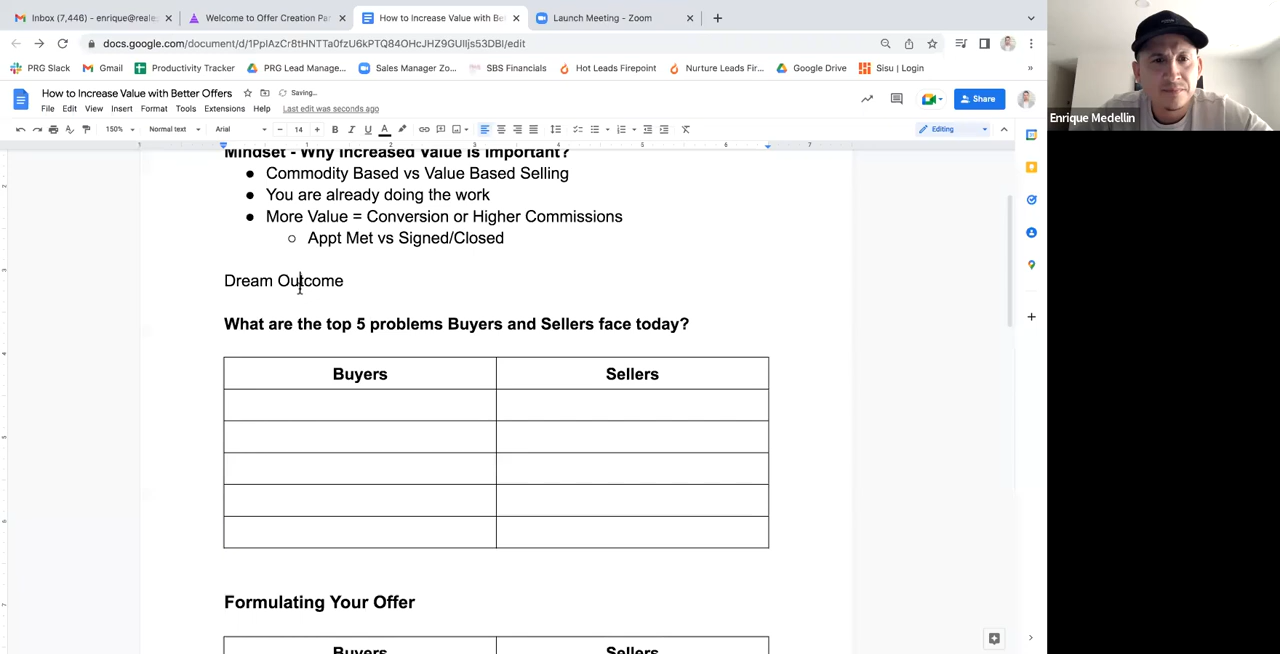 Inbox (7,446) - enrique@reale
Welcome to Offer Creation Par
How to Increase Value with Bet
Launch Meeting - Zoom
docs.google.com/document/d/1PpIAzCr8tHNTTa0fzU6kPTQ84OHcJHZ9GUlljs53DBI/edit
PRG Slack
Gmail
Productivity Tracker
PRG Lead Manage...
Sales Manager Zo...
SBS Financials
Hot Leads Firepoint
Nurture Leads Fir...
Google Drive
Sisu | Login
How to Increase Value with Better Offers
Saving...
File Edit View Insert Format Tools Extensions Help Last edit was seconds ago
Share
150% Normal text Arial 14 Editing
Mindset - Why Increased Value is Important?
● Commodity Based vs Value Based Selling
● You are already doing the work
● More Value = Conversion or Higher Commissions
○ Appt Met vs Signed/Closed
Dream Outcome
What are the top 5 problems Buyers and Sellers face today?
Buyers Sellers
Formulating Your Offer
Buyers Sellers
Enrique Medellin